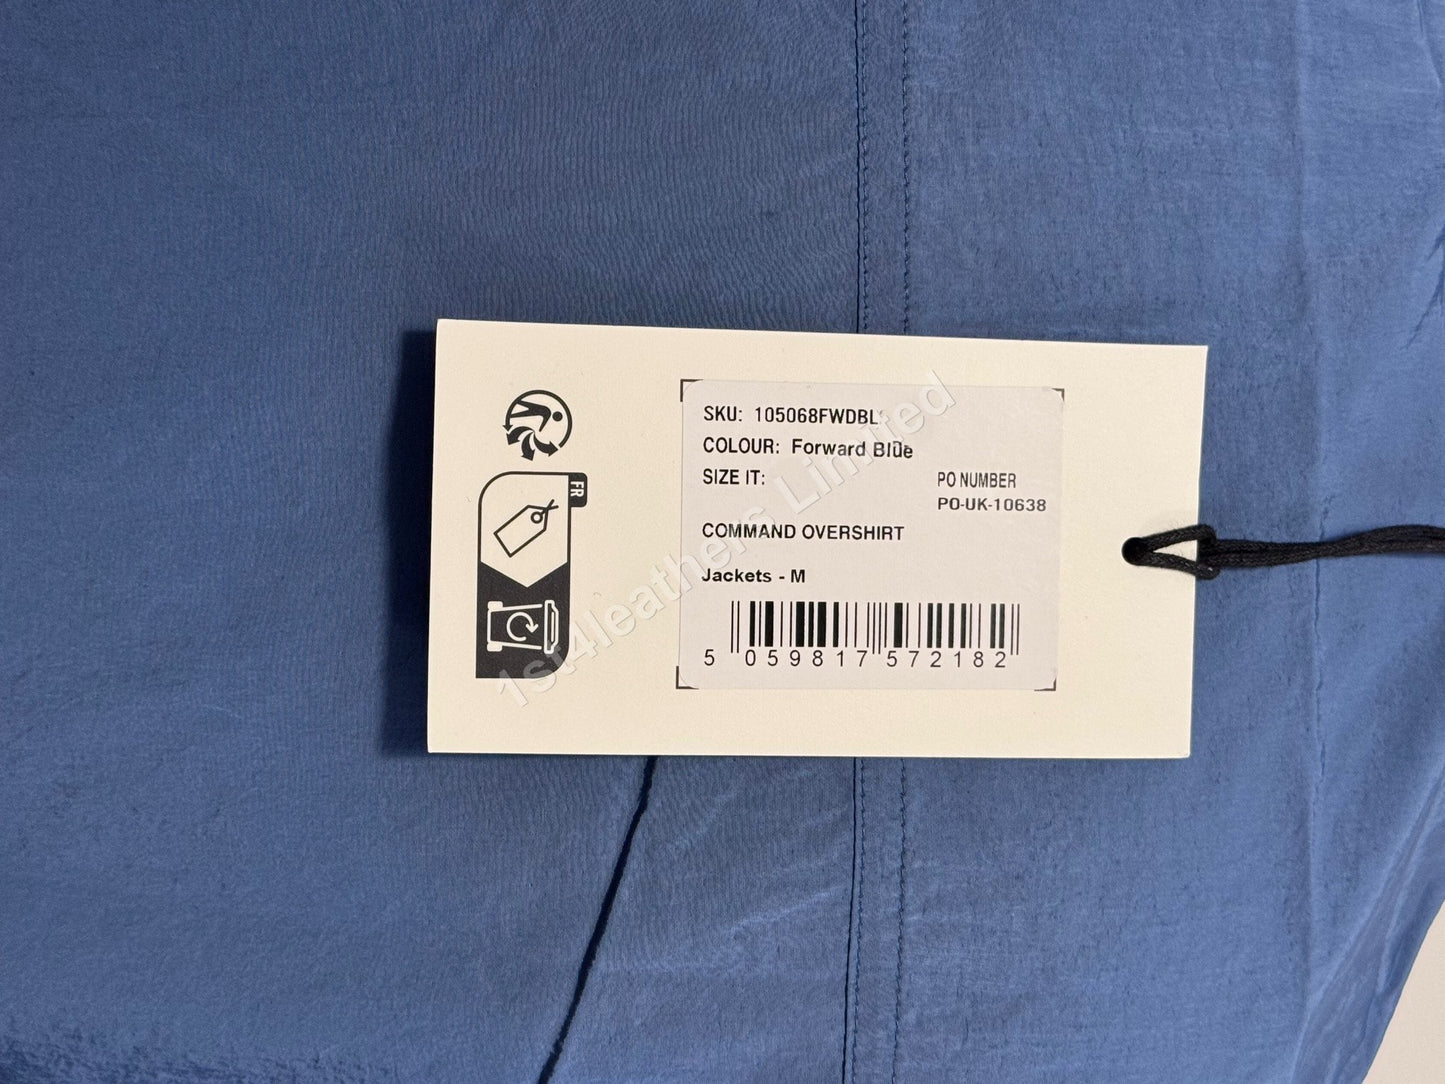 SKU: 105068FWDBL
COLOUR: Forward Blue
SIZE IT:
PO NUMBER
PO-UK-10638
COMMAND OVERSHIRT
Jackets - M
5 059817 572182
FR
1st4leathers Limited